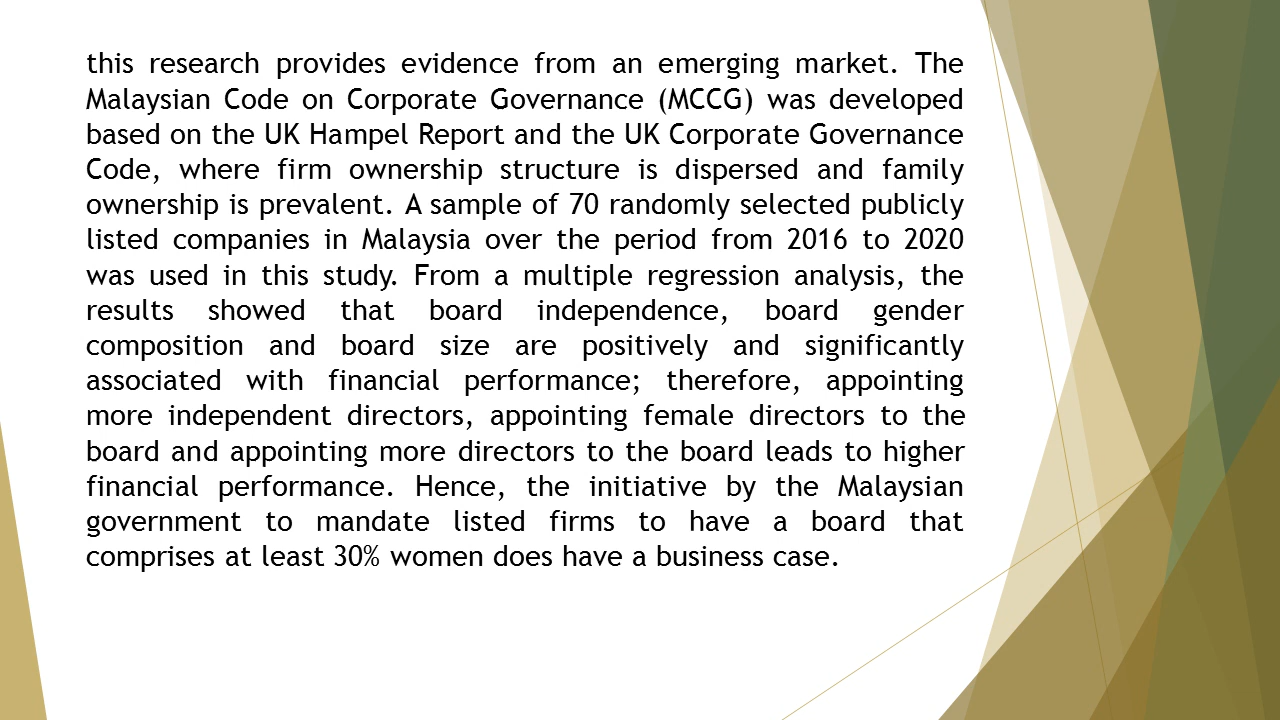 this research provides evidence from an emerging market. The
Malaysian Code on Corporate Governance (MCCG) was developed
based on the UK Hampel Report and the UK Corporate Governance
Code, where firm ownership structure is dispersed and family
ownership is prevalent. A sample of 70 randomly selected publicly
listed companies in Malaysia over the period from 2016 to 2020
was used in this study. From a multiple regression analysis, the
results showed that board independence, board gender
composition and board size are positively and significantly
associated with financial performance; therefore, appointing
more independent directors, appointing female directors to the
board and appointing more directors to the board leads to higher
financial performance. Hence, the initiative by the Malaysian
government to mandate listed firms to have a board that
comprises at least 30% women does have a business case.